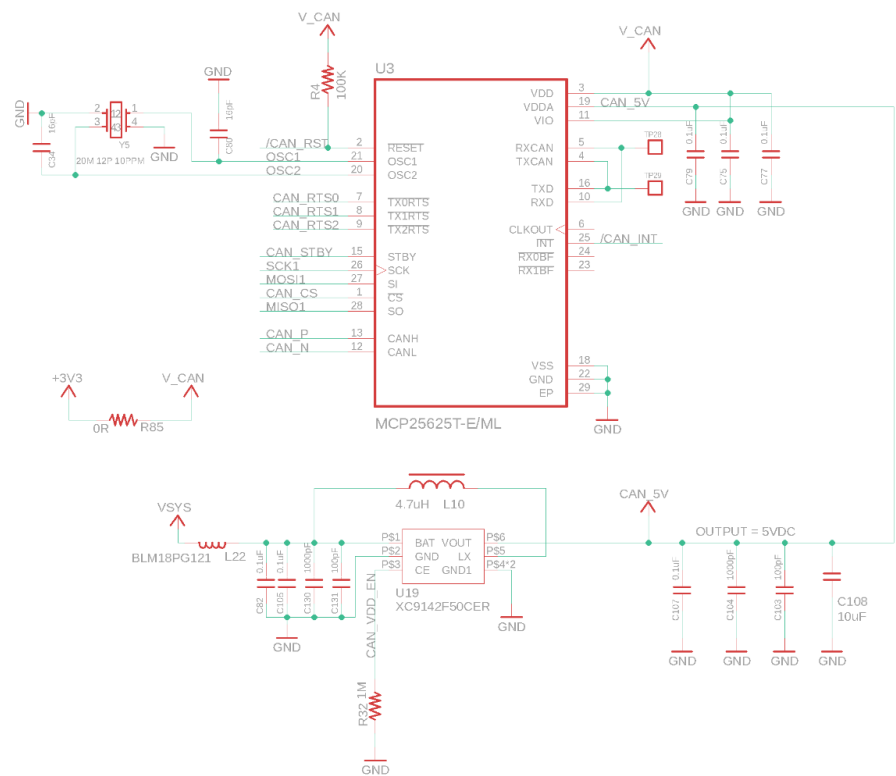 V_CAN
V_CAN
GND
U3
R4
100K
GND
2
1
12
3
43
4
Y5
20M 12P 10PPM
GND
16pF
C34
16pF
C80
/CAN_RST
OSC1
OSC2
2
21
20
RESET
OSC1
OSC2
CAN_RTS0
CAN_RTS1
CAN_RTS2
7
8
9
TX0RTS
TX1RTS
TX2RTS
CAN_STBY
SCK1
MOSI1
CAN_CS
MISO1
15
26
27
1
28
STBY
SCK
SI
CS
SO
CAN_P
CAN_N
13
12
CANH
CANL
VDD 3
VDDA 19 CAN_5V
VIO 11
RXCAN 5
TXCAN 4
TP28
TXD 16
RXD 10
TP29
CLKOUT 6
INT 25 /CAN_INT
RX0BF 24
RX1BF 23
VSS 18
GND 22
EP 29
GND
MCP25625T-E/ML
0.1uF
C79
GND
0.1uF
C75
GND
0.1uF
C77
GND
+3V3
V_CAN
0R
R85
VSYS
BLM18PG121
L22
4.7uH
L10
P$1
P$2
P$3
BAT VOUT
GND LX
CE GND1
P$6
P$5
P$4*2
U19
XC9142F50CER
GND
0.1uF
C82
0.1uF
C105
1000pF
C130
100pF
C131
GND
CAN_VDD_EN
R32
1M
GND
CAN_5V
OUTPUT = 5VDC
0.1uF
C107
GND
1000pF
C104
GND
100pF
C103
GND
C108
10uF
GND